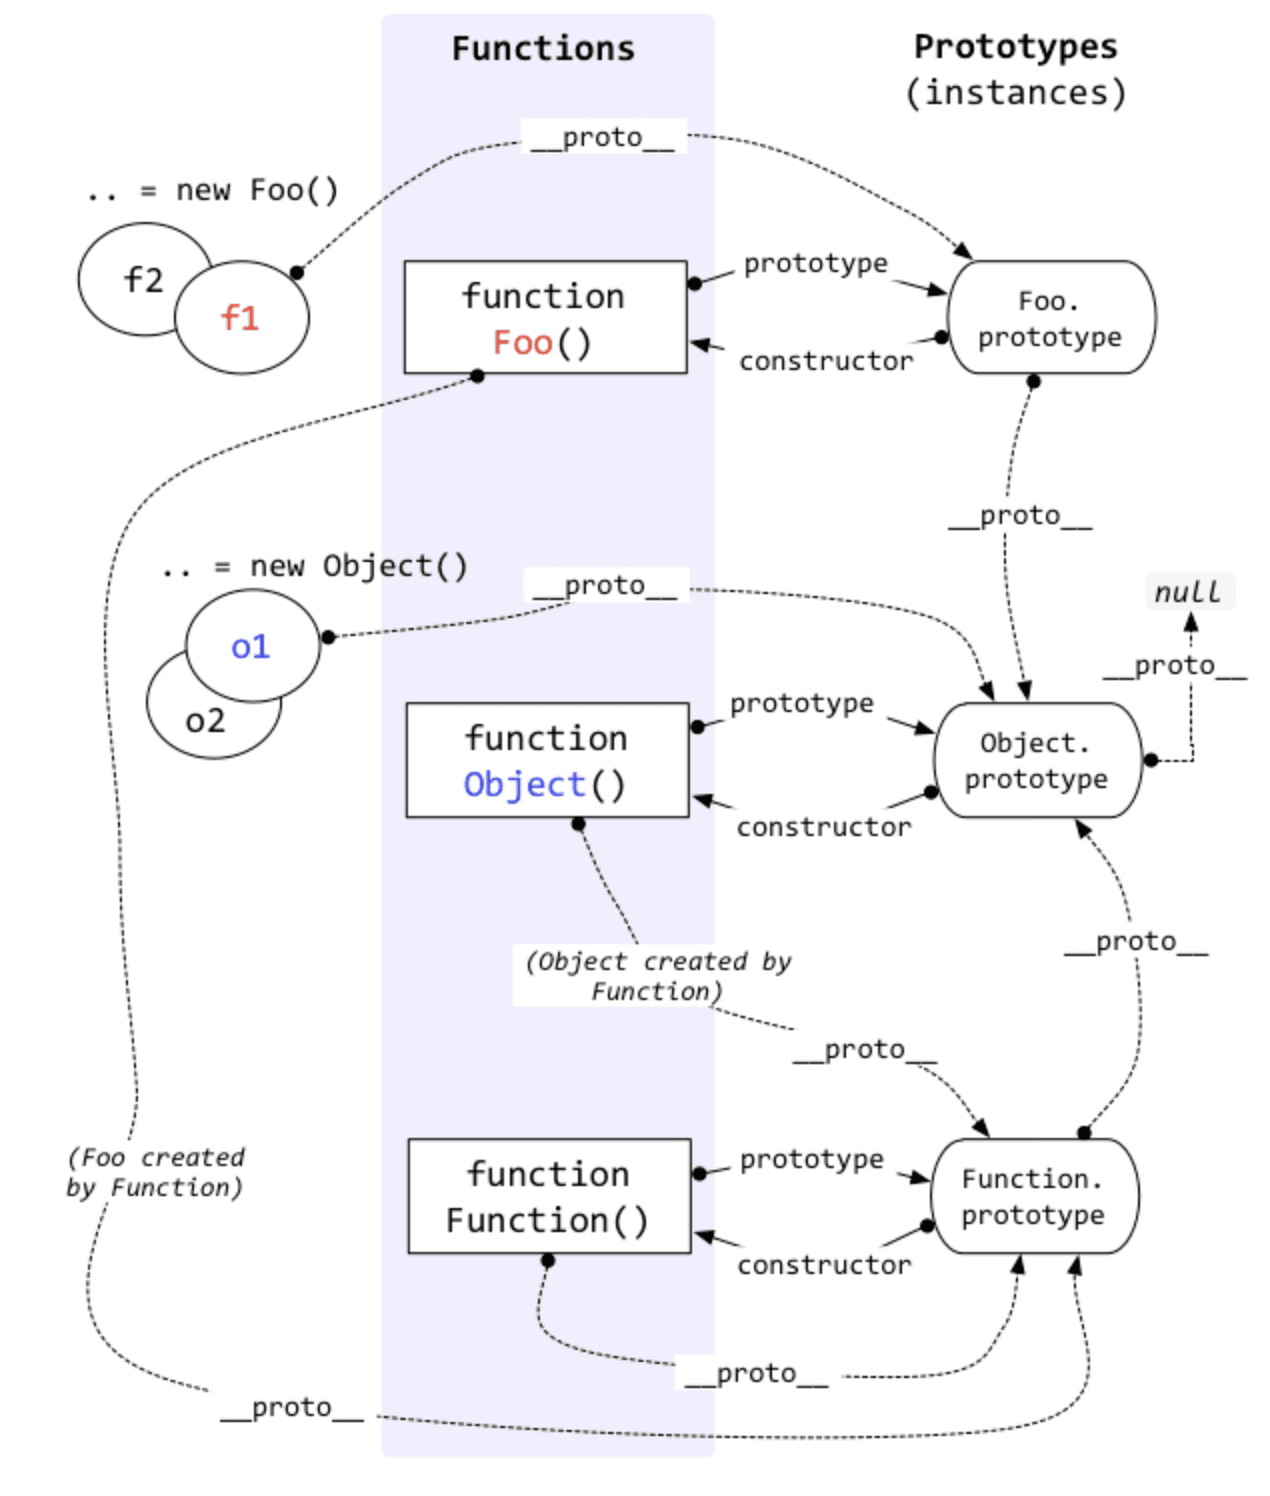 Functions
Prototypes
(instances)
__proto__
.. = new Foo()
f2
f1
function
Foo()
prototype
constructor
Foo.
prototype
__proto__
.. = new Object()
__proto__
null
__proto__
o1
o2
function
Object()
prototype
constructor
Object.
prototype
__proto__
(Object created by
Function)
__proto__
(Foo created
by Function)
function
Function()
prototype
constructor
Function.
prototype
__proto__
__proto__